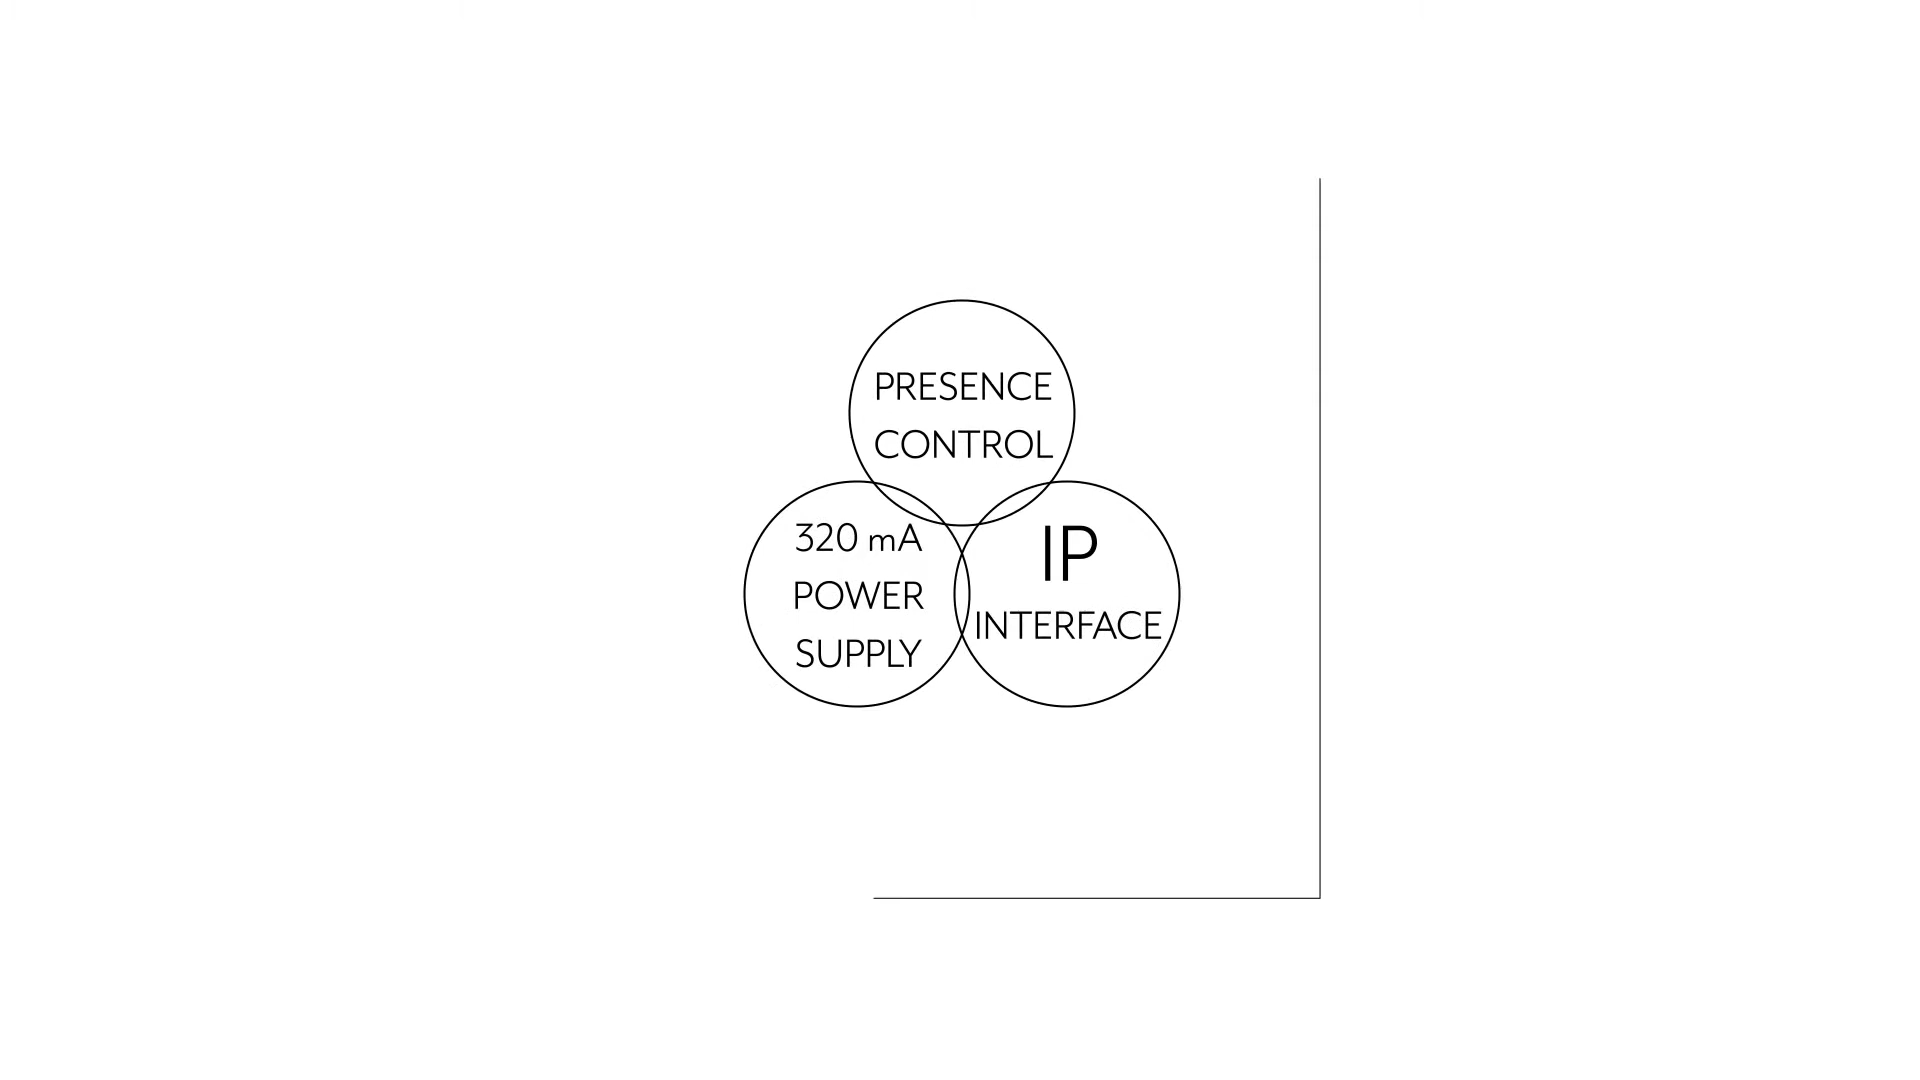 PRESENCE
CONTROL
320 mA
POWER
SUPPLY
IP
INTERFACE